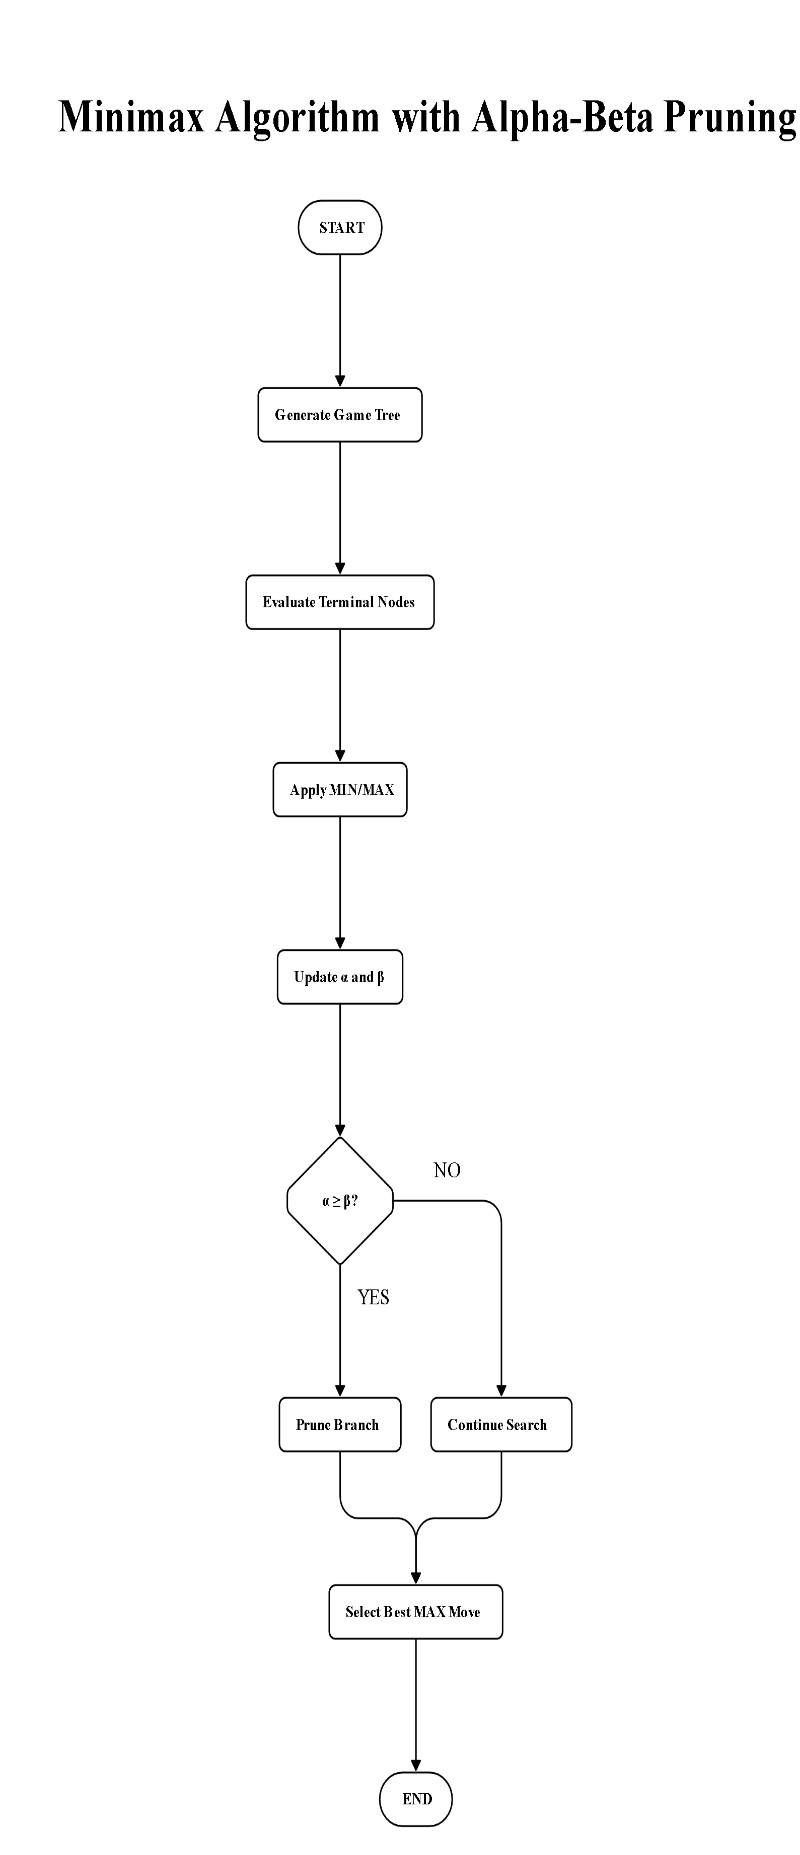 Minimax Algorithm with Alpha-Beta Pruning
START
Generate Game Tree
Evaluate Terminal Nodes
Apply MIN/MAX
Update α and β
α ≥ β?
NO
YES
Prune Branch
Continue Search
Select Best MAX Move
END